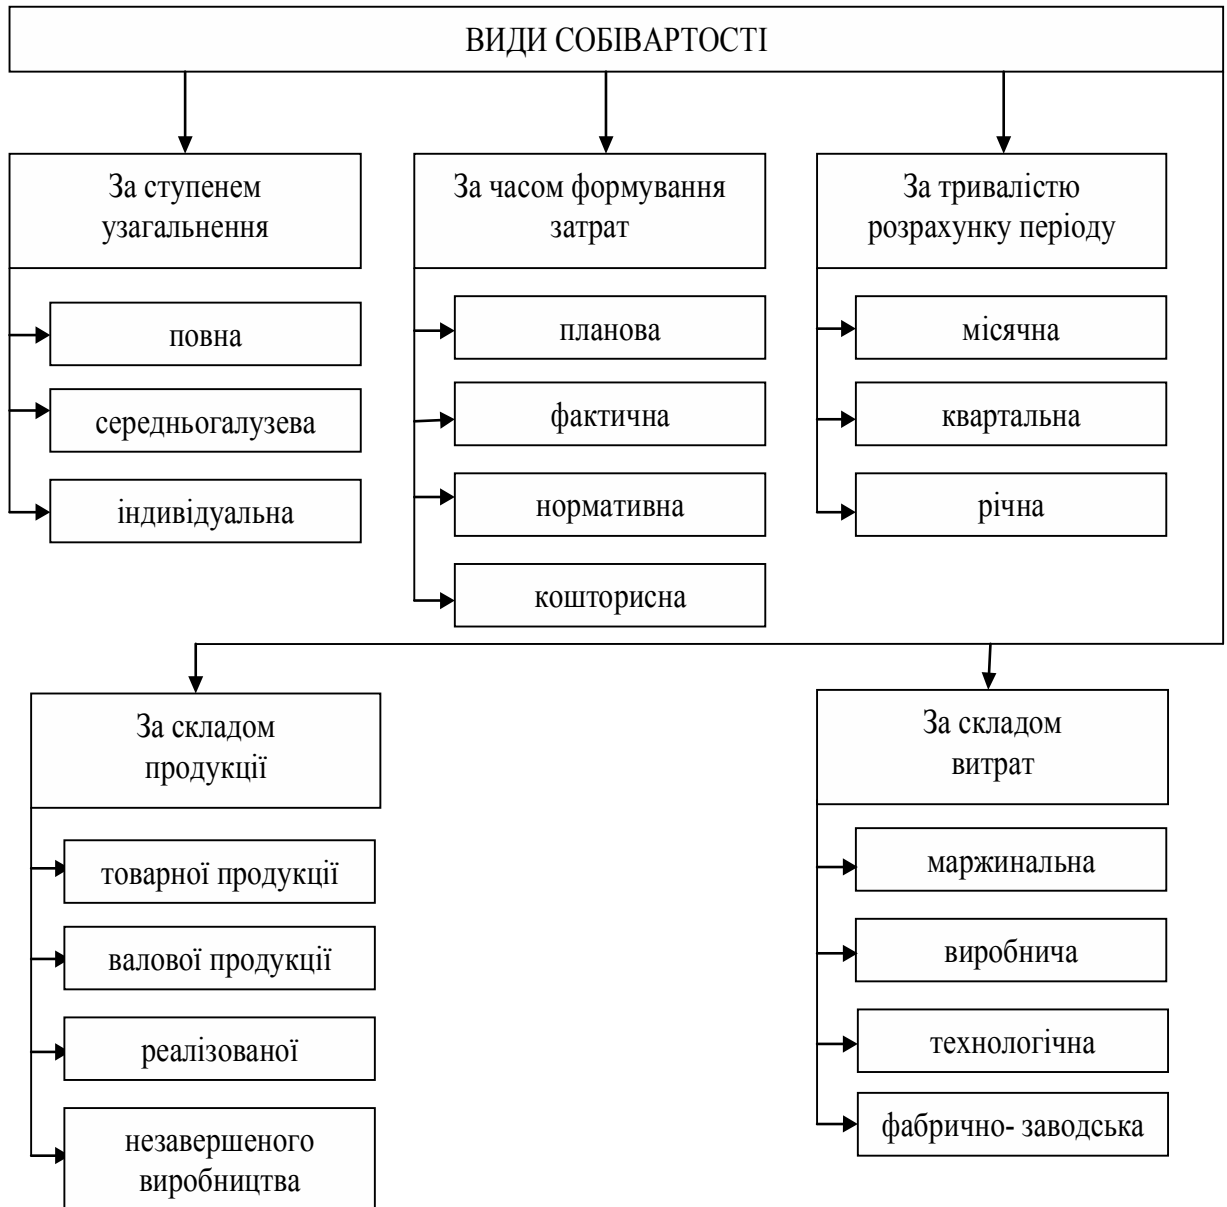 ВИДИ СОБІВАРТОСТІ
За ступенем
узагальнення
повна
середньогалузева
індивідуальна
За часом формування
затрат
планова
фактична
нормативна
кошторисна
За тривалістю
розрахунку періоду
місячна
квартальна
річна
За складом
продукції
товарної продукції
валової продукції
реалізованої
незавершеного
виробництва
За складом
витрат
маржинальна
виробнича
технологічна
фабрично- заводська